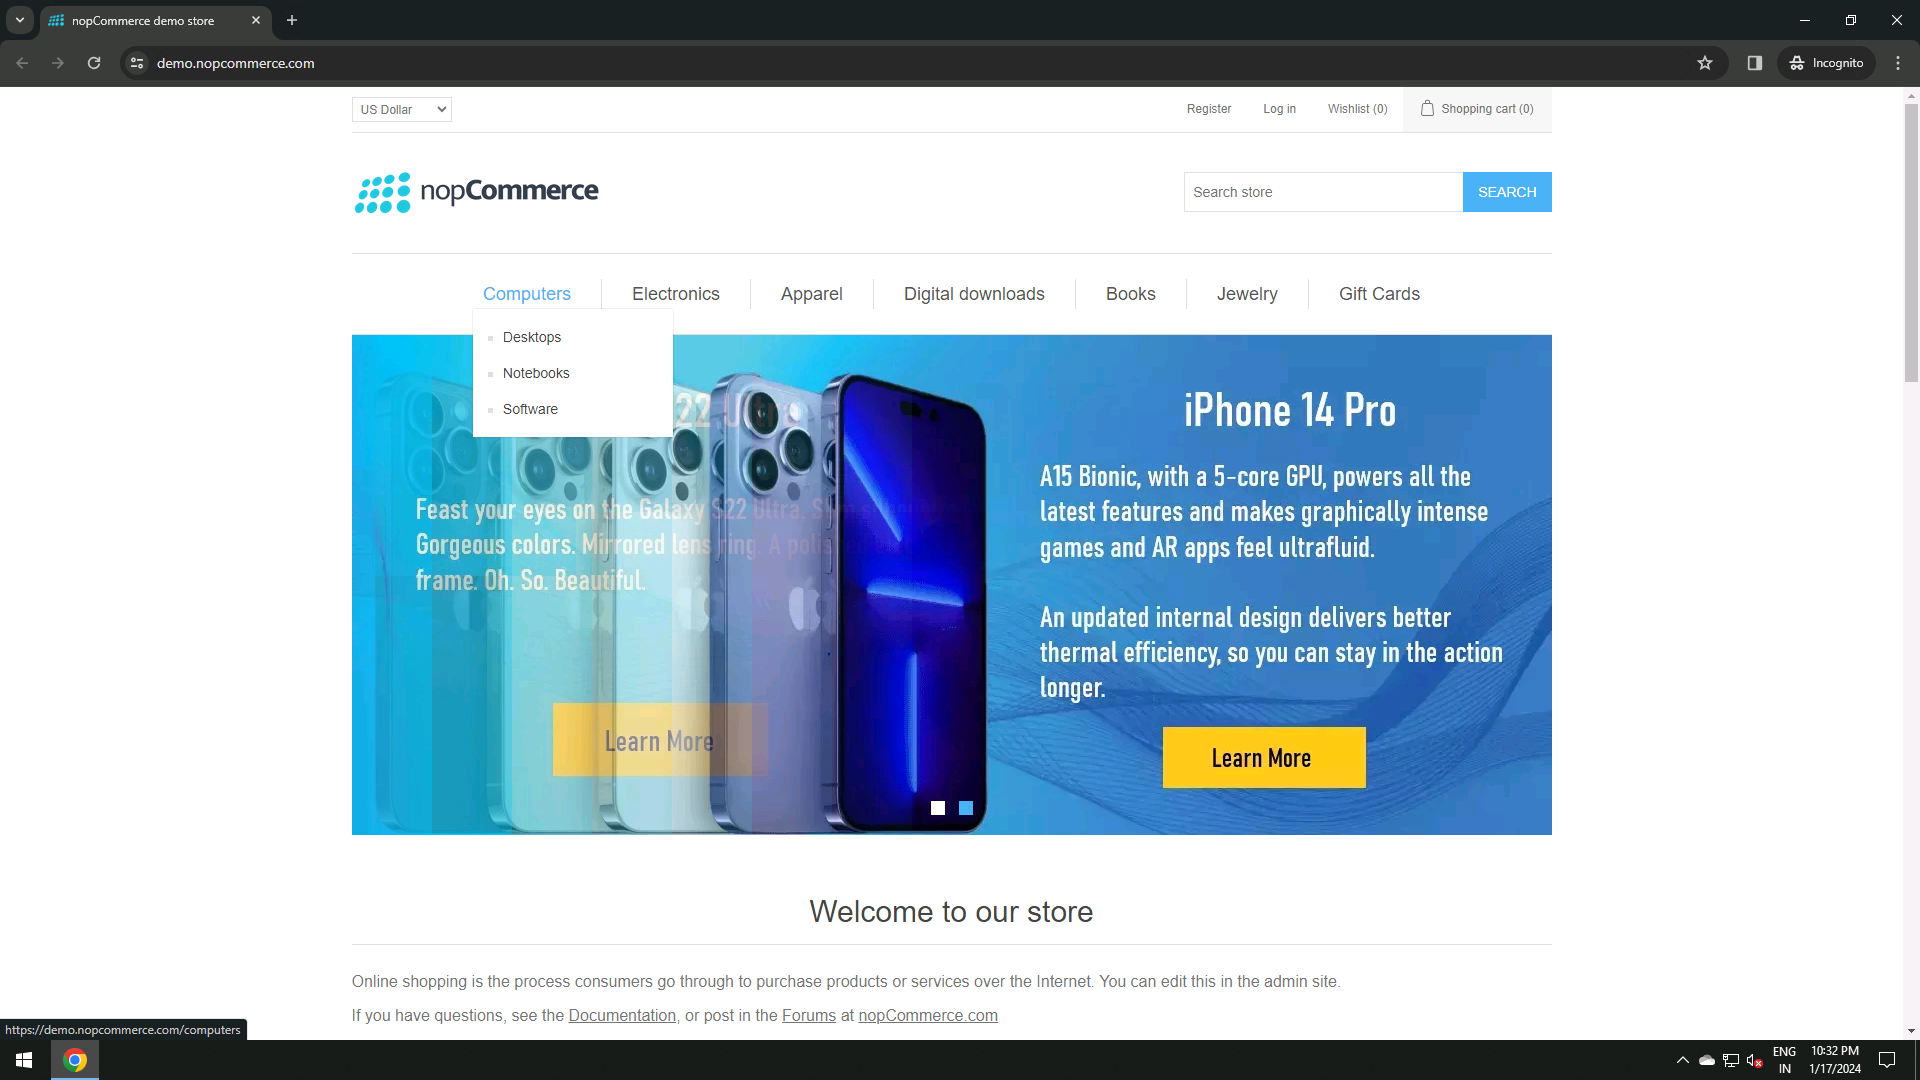 nopCommerce demo store
demo.nopcommerce.com
Incognito
US Dollar
Register
Log in
Wishlist (0)
Shopping cart (0)
nopCommerce
Search store
SEARCH
Computers
Electronics
Apparel
Digital downloads
Books
Jewelry
Gift Cards
Desktops
Notebooks
Software
22 Ultra
Feast your eyes on the Galaxy S22 Ultra.
Gorgeous colors. Mirrored lens ring. A
frame. Oh. So. Beautiful.
Learn More
iPhone 14 Pro
A15 Bionic, with a 5-core GPU, powers all the
latest features and makes graphically intense
games and AR apps feel ultrafluid.
An updated internal design delivers better
thermal efficiency, so you can stay in the action
longer.
Learn More
Welcome to our store
Online shopping is the process consumers go through to purchase products or services over the Internet. You can edit this in the admin site.
If you have questions, see the Documentation, or post in the Forums at nopCommerce.com
https://demo.nopcommerce.com/computers
ENG
IN
10:32 PM
1/17/2024